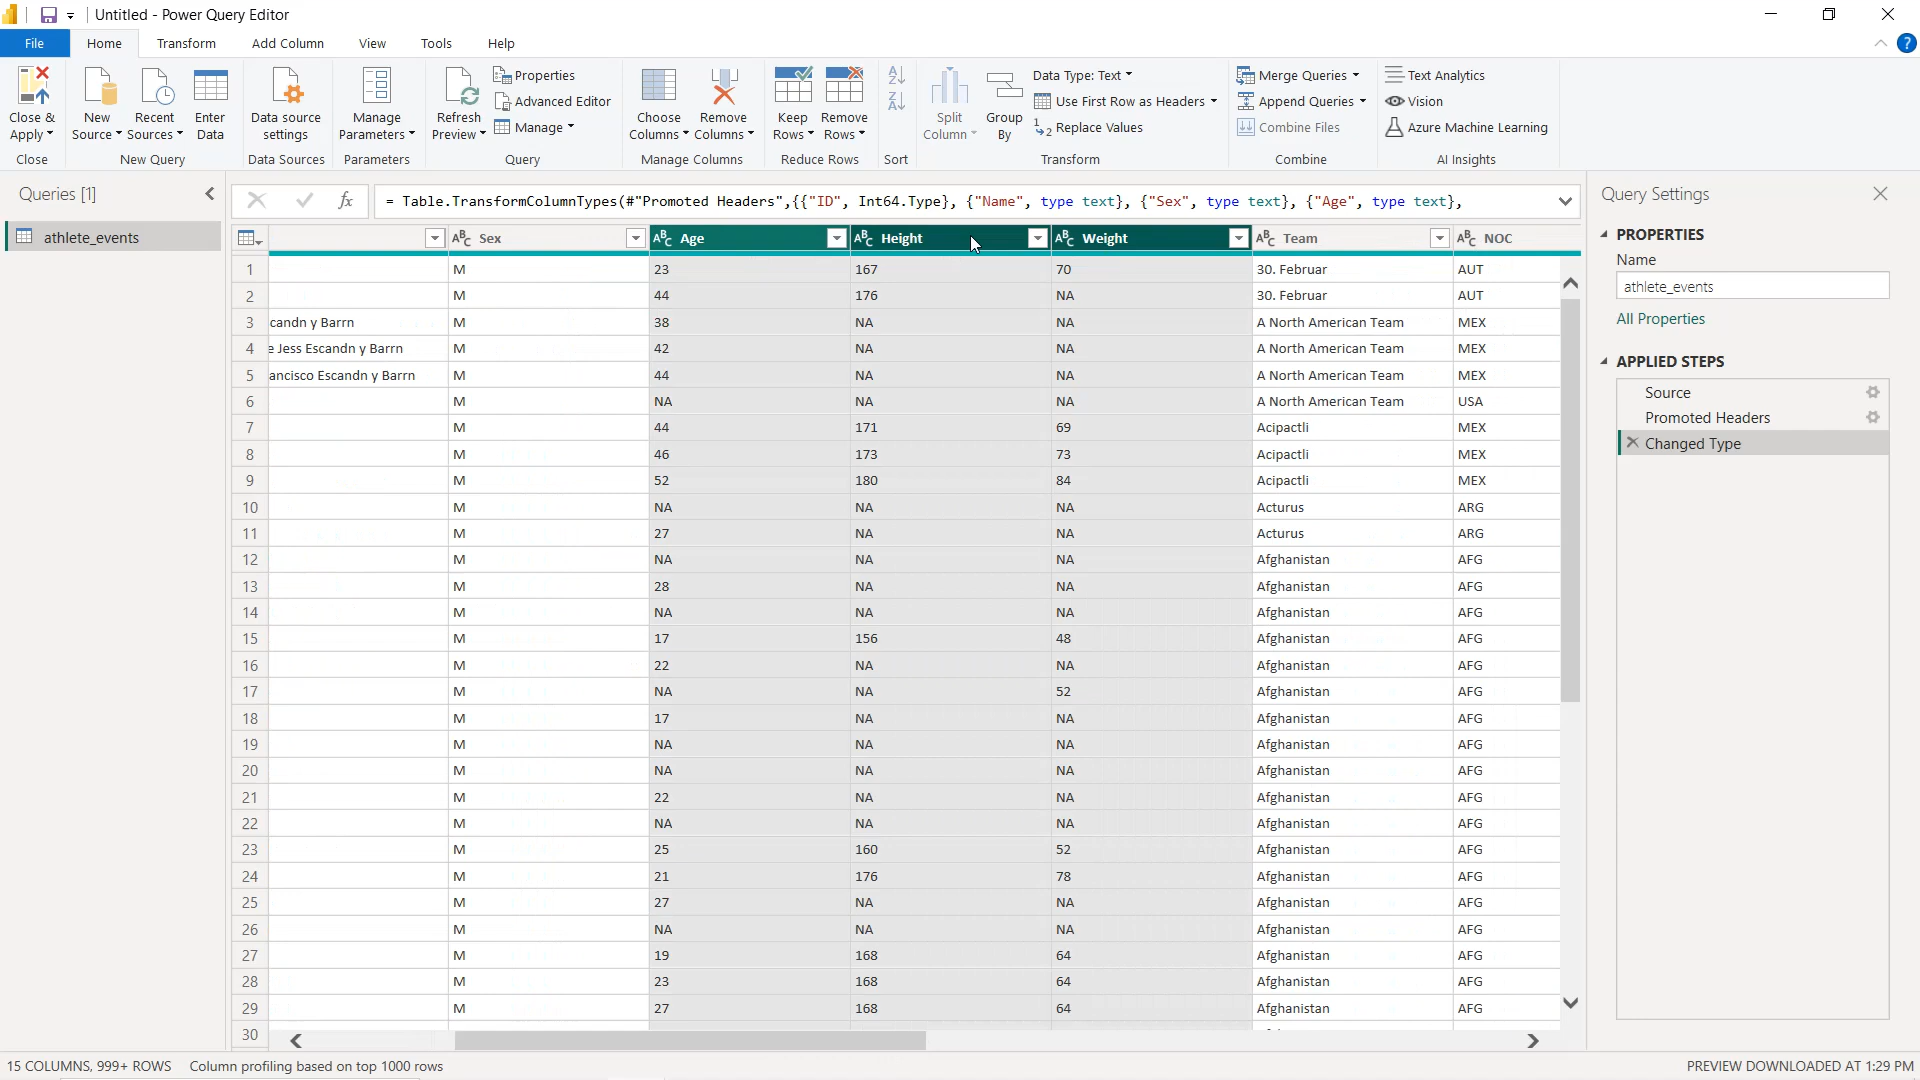 Untitled - Power Query Editor
File Home Transform Add Column View Tools Help
Close & Apply
New Source
Recent Sources
Enter Data
Data source settings
Manage Parameters
Refresh Preview
Properties
Advanced Editor
Manage
Choose Columns
Remove Columns
Keep Rows
Remove Rows
Split Column
Group By
Data Type: Text
Use First Row as Headers
Replace Values
Merge Queries
Append Queries
Combine Files
Text Analytics
Vision
Azure Machine Learning
Close New Query Data Sources Parameters Query Manage Columns Reduce Rows Sort Transform Combine AI Insights
Queries [1]
athlete_events
fx = Table.TransformColumnTypes(#"Promoted Headers",{{"ID", Int64.Type}, {"Name", type text}, {"Sex", type text}, {"Age", type text},
ABC Sex ABC Age ABC Height ABC Weight ABC Team ABC NOC
1 M 23 167 70 30. Februar AUT
2 M 44 176 NA 30. Februar AUT
3 candn y Barrn M 38 NA NA A North American Team MEX
4 e Jess Escandn y Barrn M 42 NA NA A North American Team MEX
5 ancisco Escandn y Barrn M 44 NA NA A North American Team MEX
6 M NA NA NA A North American Team USA
7 M 44 171 69 Acipactli MEX
8 M 46 173 73 Acipactli MEX
9 M 52 180 84 Acipactli MEX
10 M NA NA NA Acturus ARG
11 M 27 NA NA Acturus ARG
12 M NA NA NA Afghanistan AFG
13 M 28 NA NA Afghanistan AFG
14 M NA NA NA Afghanistan AFG
15 M 17 156 48 Afghanistan AFG
16 M 22 NA NA Afghanistan AFG
17 M NA NA 52 Afghanistan AFG
18 M 17 NA NA Afghanistan AFG
19 M NA NA NA Afghanistan AFG
20 M NA NA NA Afghanistan AFG
21 M 22 NA NA Afghanistan AFG
22 M NA NA NA Afghanistan AFG
23 M 25 160 52 Afghanistan AFG
24 M 21 176 78 Afghanistan AFG
25 M 27 NA NA Afghanistan AFG
26 M NA NA NA Afghanistan AFG
27 M 19 168 64 Afghanistan AFG
28 M 23 168 64 Afghanistan AFG
29 M 27 168 64 Afghanistan AFG
30
Query Settings
PROPERTIES
Name
athlete_events
All Properties
APPLIED STEPS
Source
Promoted Headers
Changed Type
15 COLUMNS, 999+ ROWS Column profiling based on top 1000 rows
PREVIEW DOWNLOADED AT 1:29 PM